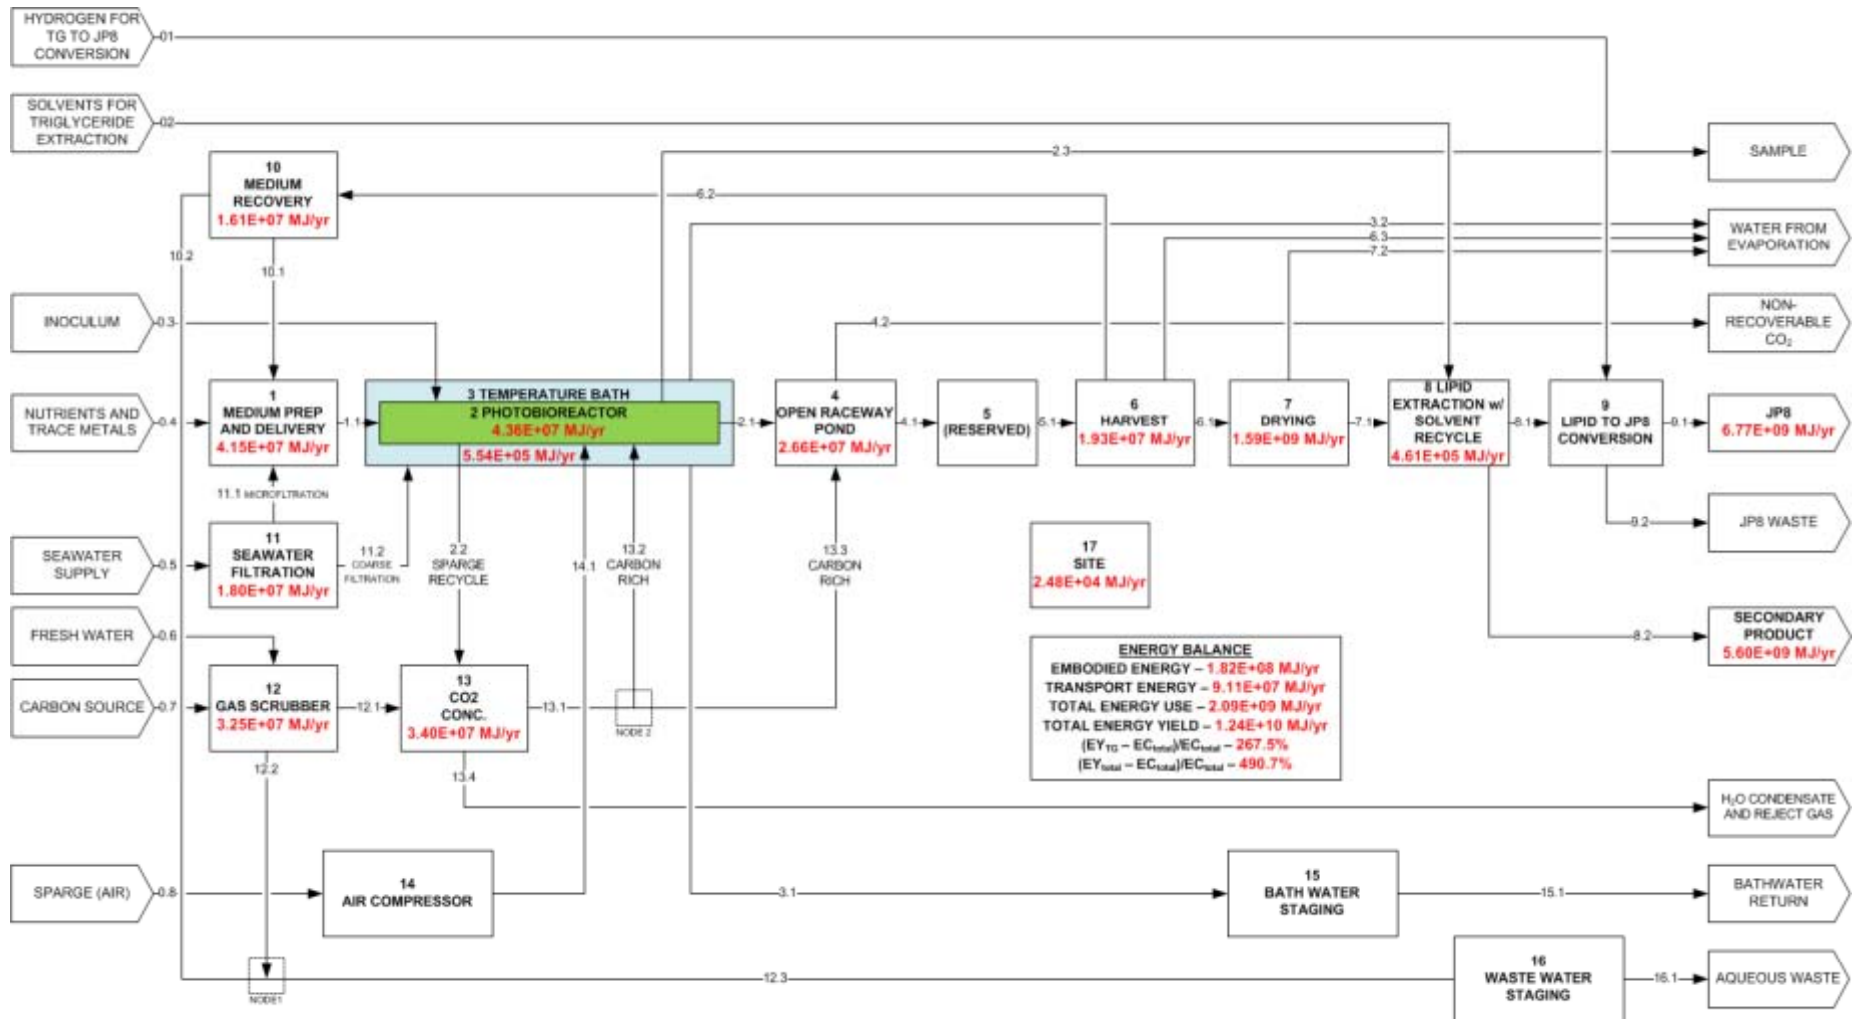 HYDROGEN FOR
TG TO JP8
CONVERSION
01
SOLVENTS FOR
TRIGLYCERIDE
EXTRACTION
02
SAMPLE
2.3
10
MEDIUM
RECOVERY
1.61E+07 MJ/yr
6.2
3.2
6.3
7.2
WATER FROM
EVAPORATION
10.2
10.1
INOCULUM
0.3
4.2
NON-
RECOVERABLE
CO2
NUTRIENTS AND
TRACE METALS
0.4
1
MEDIUM PREP
AND DELIVERY
4.15E+07 MJ/yr
1.1
3 TEMPERATURE BATH
2 PHOTOBIOREACTOR
4.36E+07 MJ/yr
5.54E+05 MJ/yr
2.1
4
OPEN RACEWAY
POND
2.66E+07 MJ/yr
4.1
5
(RESERVED)
5.1
6
HARVEST
1.93E+07 MJ/yr
6.1
7
DRYING
1.59E+09 MJ/yr
7.1
8 LIPID
EXTRACTION w/
SOLVENT
RECYCLE
4.61E+05 MJ/yr
8.1
9
LIPID TO JP8
CONVERSION
9.1
JP8
6.77E+09 MJ/yr
11.1 MICROFLTRATION
SEAWATER
SUPPLY
0.5
11
SEAWATER
FILTRATION
1.80E+07 MJ/yr
11.2
COARSE
FILTRATION
2.2
SPARGE
RECYCLE
14.1
13.2
CARBON
RICH
13.3
CARBON
RICH
17
SITE
2.48E+04 MJ/yr
9.2
JP8 WASTE
FRESH WATER
0.6
8.2
SECONDARY
PRODUCT
5.60E+09 MJ/yr
CARBON SOURCE
0.7
12
GAS SCRUBBER
3.25E+07 MJ/yr
12.1
13
CO2
CONC.
3.40E+07 MJ/yr
13.1
NODE 2
ENERGY BALANCE
EMBODIED ENERGY – 1.82E+08 MJ/yr
TRANSPORT ENERGY – 9.11E+07 MJ/yr
TOTAL ENERGY USE – 2.09E+09 MJ/yr
TOTAL ENERGY YIELD – 1.24E+10 MJ/yr
(EYTG – ECtotal)/ECtotal – 267.5%
(EYtotal – ECtotal)/ECtotal – 490.7%
12.2
13.4
H2O CONDENSATE
AND REJECT GAS
SPARGE (AIR)
0.8
14
AIR COMPRESSOR
3.1
15
BATH WATER
STAGING
15.1
BATHWATER
RETURN
NODE1
12.3
16
WASTE WATER
STAGING
16.1
AQUEOUS WASTE